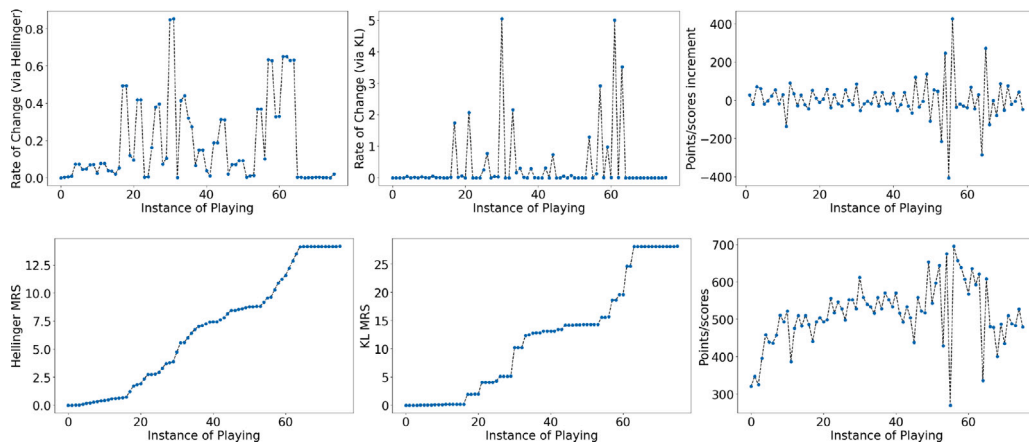 Rate of Change (via Hellinger)
0.8
0.6
0.4
0.2
0.0
0 20 40 60
Instance of Playing
Rate of Change (via KL)
5
4
3
2
1
0
0 20 40 60
Instance of Playing
Points/scores increment
400
200
0
−200
−400
0 20 40 60
Instance of Playing
Hellinger MRS
12.5
10.0
7.5
5.0
2.5
0.0
0 20 40 60
Instance of Playing
KL MRS
25
20
15
10
5
0
0 20 40 60
Instance of Playing
Points/scores
700
600
500
400
300
0 20 40 60
Instance of Playing